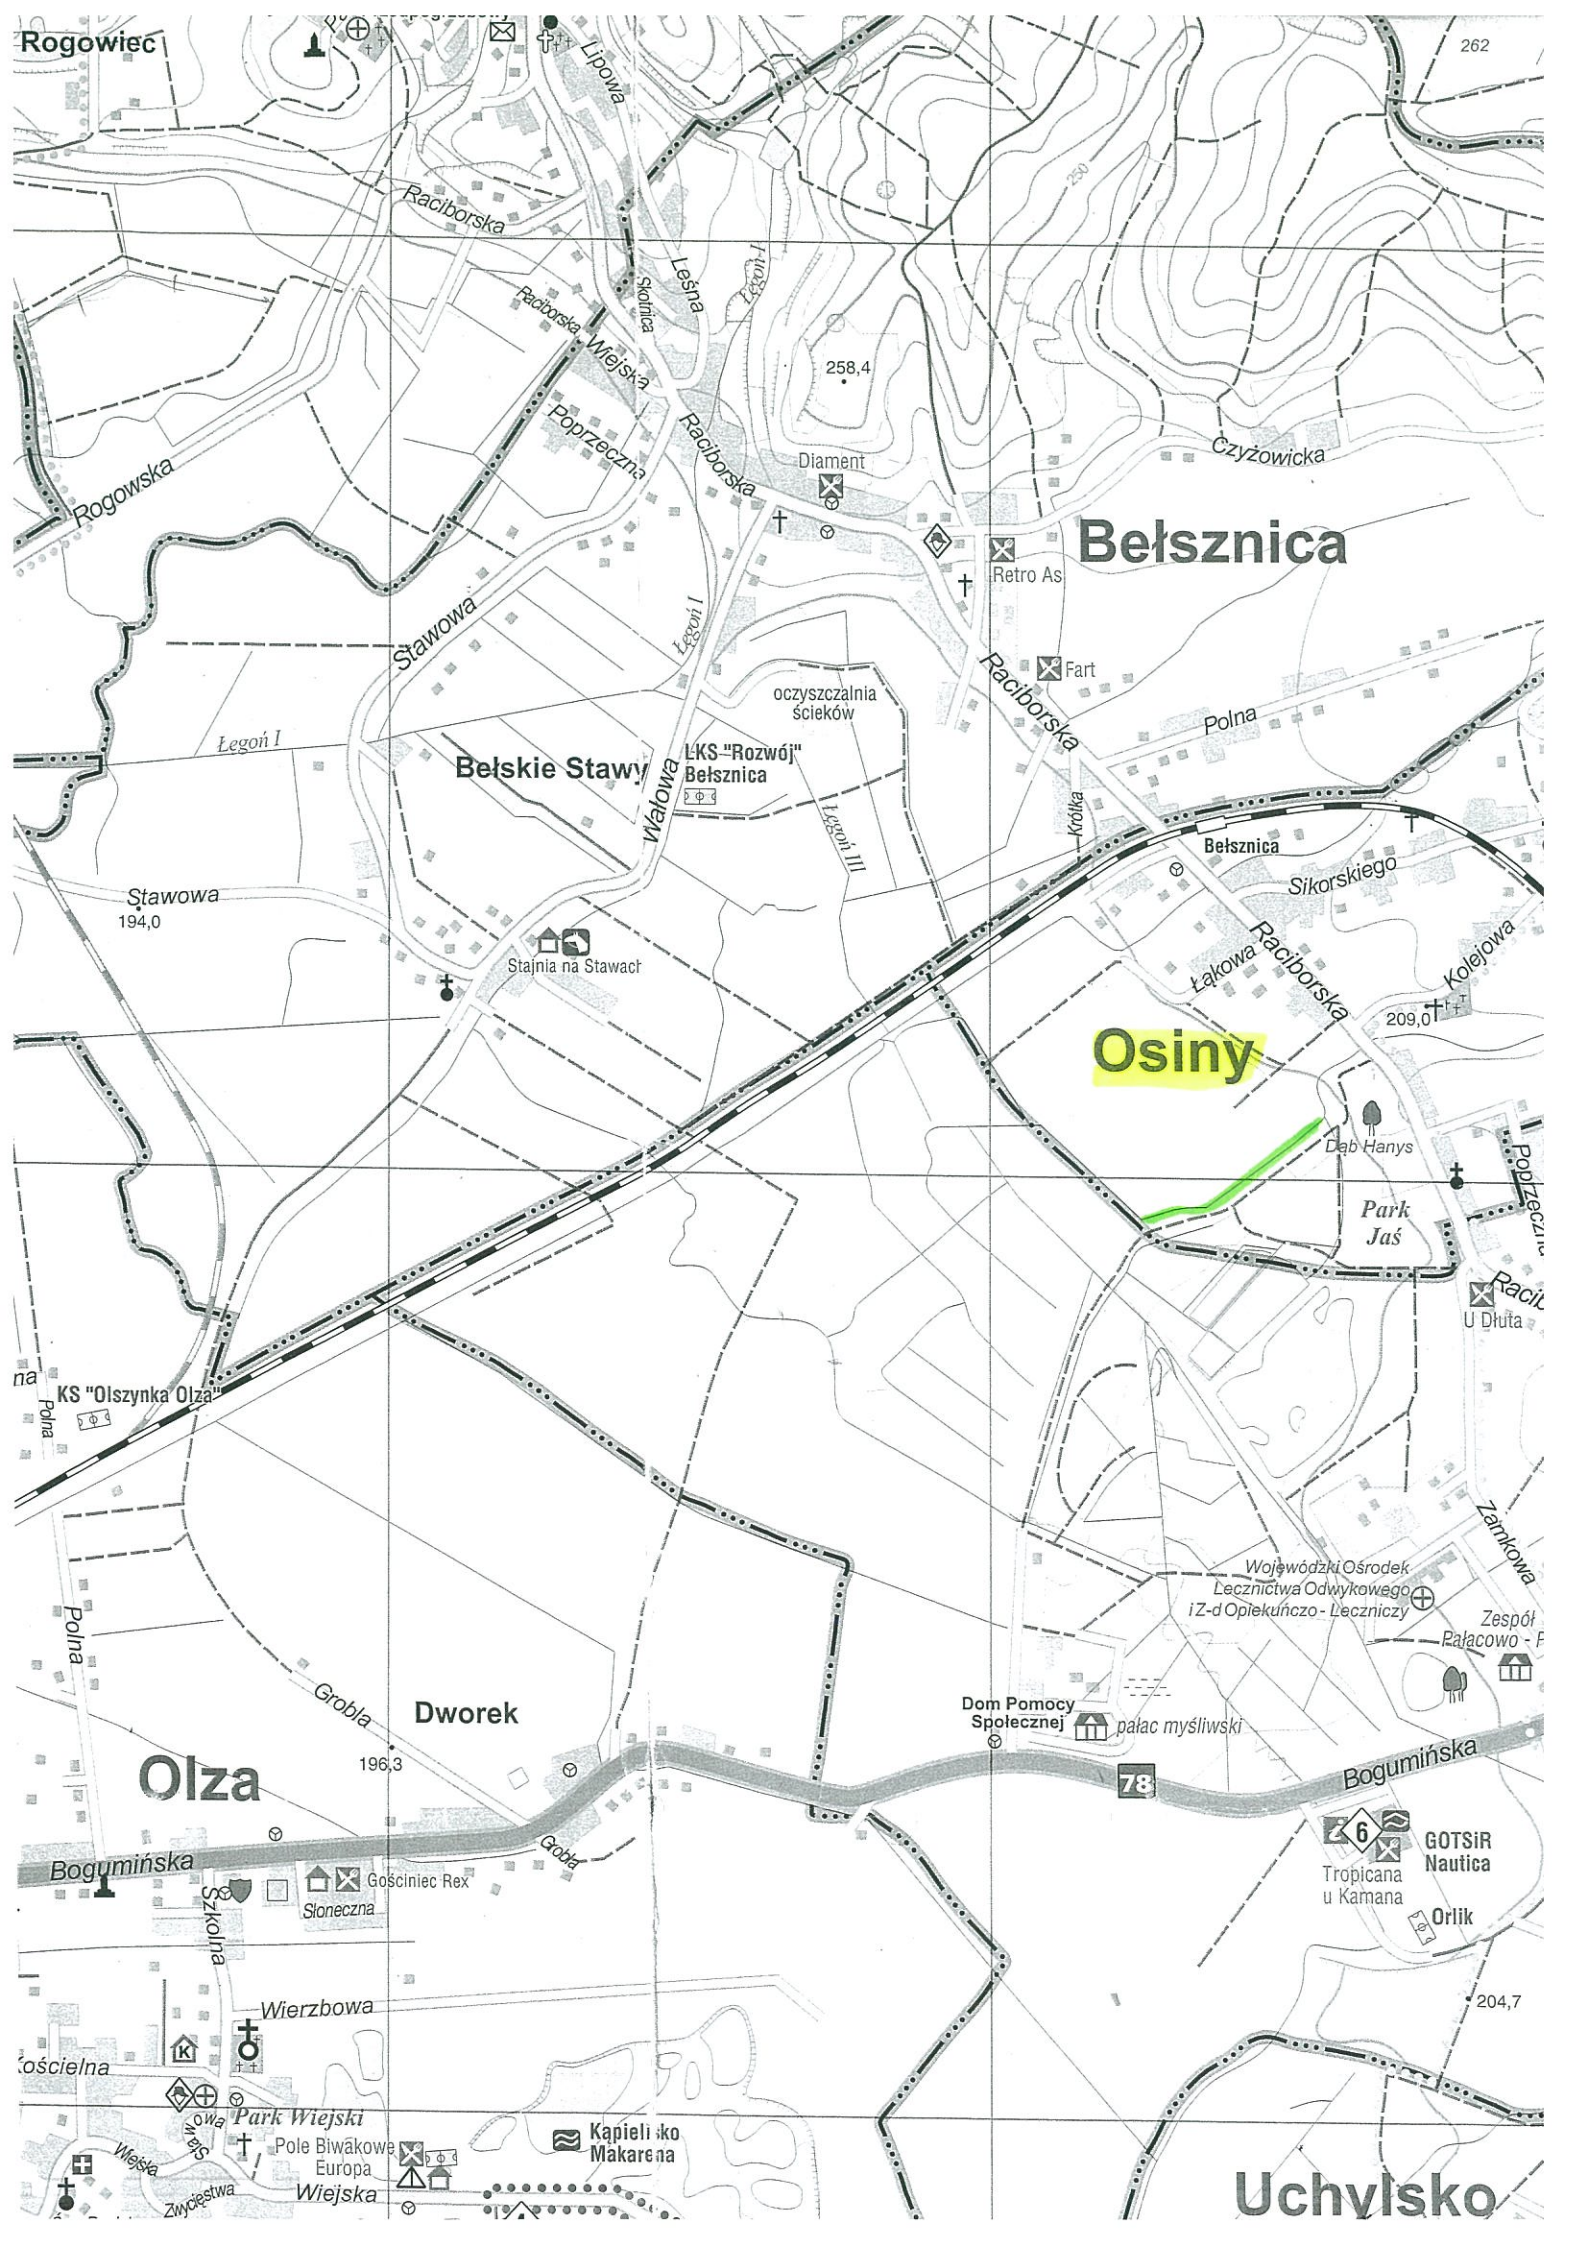 Rogowiec
Lipowa
262
Raciborska
250
Łęgoń I
Leśna
Skotnica
Raciborska
Wiejska
258,4
Poprzeczna
Raciborska
Czyżowicka
Diament
Rogowska
Bełsznica
Retro As
Stawowa
Łęgoń I
Raciborska
Fart
oczyszczalnia
ścieków
Polna
Łęgoń I
Bełskie Stawy
LKS "Rozwój"
Bełsznica
Wałowa
Krótka
Łęgoń III
Bełsznica
Sikorskiego
Stawowa
194,0
Raciborska
Łąkowa
Kolejowa
Stajnia na Stawach
209,0
Osiny
Dąb Hanys
Poprzeczna
Park
Jaś
Racib
U Dłuta
na
KS "Olszynka Olza"
Polna
Zamkowa
Wojewódzki Ośrodek
Lecznictwa Odwykowego
i Z-d Opiekuńczo - Leczniczy
Polna
Zespół
Pałacowo - P
Grobla
Dworek
Dom Pomocy
Społecznej
pałac myśliwski
196,3
Olza
78
Bogumińska
6
GOTSiR
Nautica
Bogumińska
Grobla
Gościniec Rex
Tropicana
u Kamana
Szkolna
Słoneczna
Orlik
Wierzbowa
204,7
K
Kościelna
Stawowa
Park Wiejski
Pole Biwakowe
Europa
Kąpielisko
Makarena
Wiejska
Zwycięstwa
Wiejska
Uchylsko